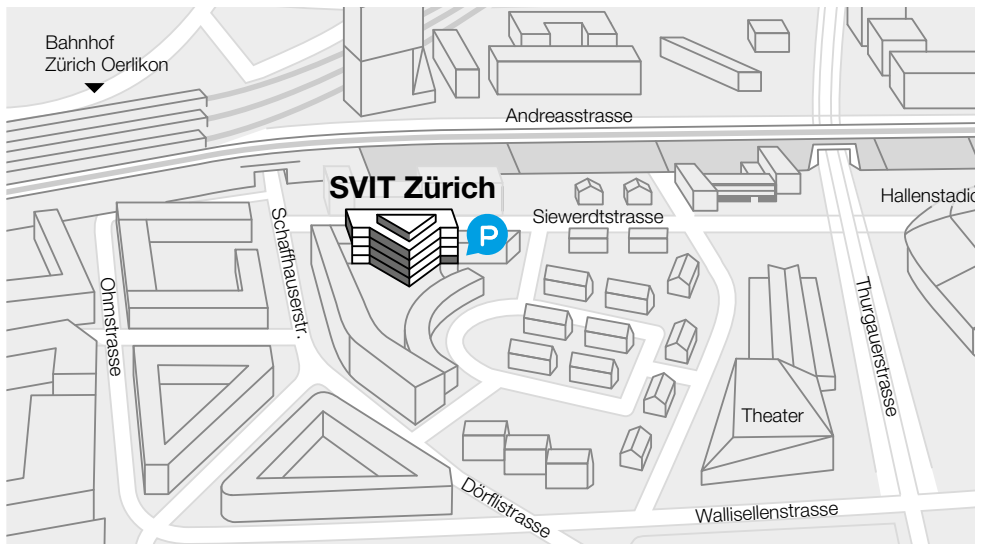 Bahnhof
Zürich Oerlikon
Andreasstrasse
SVIT Zürich
P
Siewerdtstrasse
Hallenstadio
Schaffhauserstr.
Ohmstrasse
Thurgauerstrasse
Theater
Dörflistrasse
Wallisellenstrasse